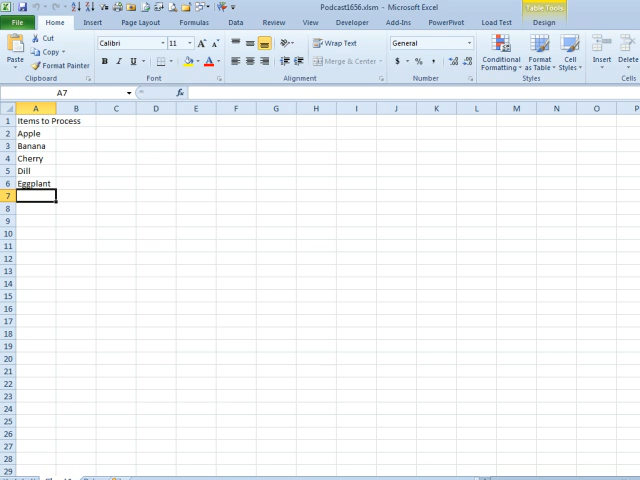 Podcast1656.xlsm - Microsoft Excel
Table Tools
File Home Insert Page Layout Formulas Data Review View Developer Add-Ins PowerPivot Load Test Design
Paste
Cut
Copy
Format Painter
Clipboard
Calibri 11
B I U
Font
Wrap Text
Merge & Center
Alignment
General
$ % ,
Number
Conditional Formatting
Format as Table
Cell Styles
Styles
Insert
Delete
Cells
A7 fx
A B C D E F G H I J K L M N O P
1 Items to Process
2 Apple
3 Banana
4 Cherry
5 Dill
6 Eggplant
7
8
9
10
11
12
13
14
15
16
17
18
19
20
21
22
23
24
25
26
27
28
29